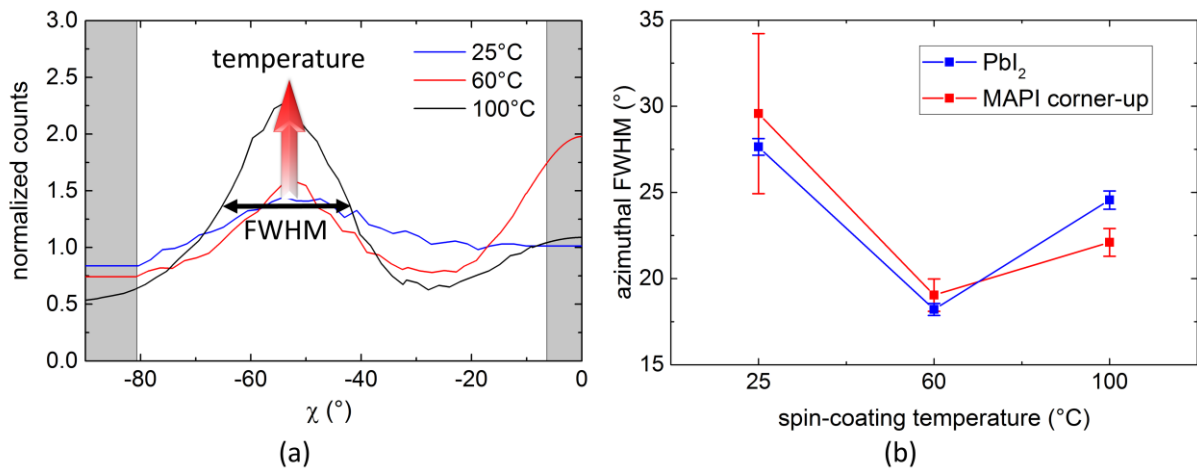 3.0
2.5
2.0
1.5
1.0
0.5
0.0
normalized counts
temperature
25°C
60°C
100°C
FWHM
-80
-60
-40
-20
0
χ (°)
(a)
35
30
25
20
15
azimuthal FWHM (°)
PbI₂
MAPI corner-up
25
60
100
spin-coating temperature (°C)
(b)